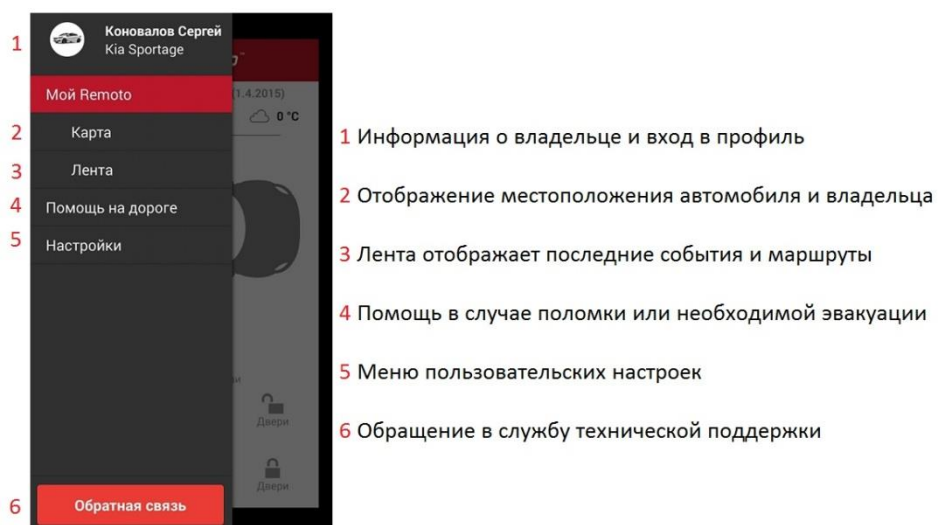 1
Коновалов Сергей
Kia Sportage
Мой Remoto
(1.4.2015)
0 °C
2 Карта
3 Лента
4 Помощь на дороге
5 Настройки
Двери
Двери
6 Обратная связь
1 Информация о владельце и вход в профиль
2 Отображение местоположения автомобиля и владельца
3 Лента отображает последние события и маршруты
4 Помощь в случае поломки или необходимой эвакуации
5 Меню пользовательских настроек
6 Обращение в службу технической поддержки